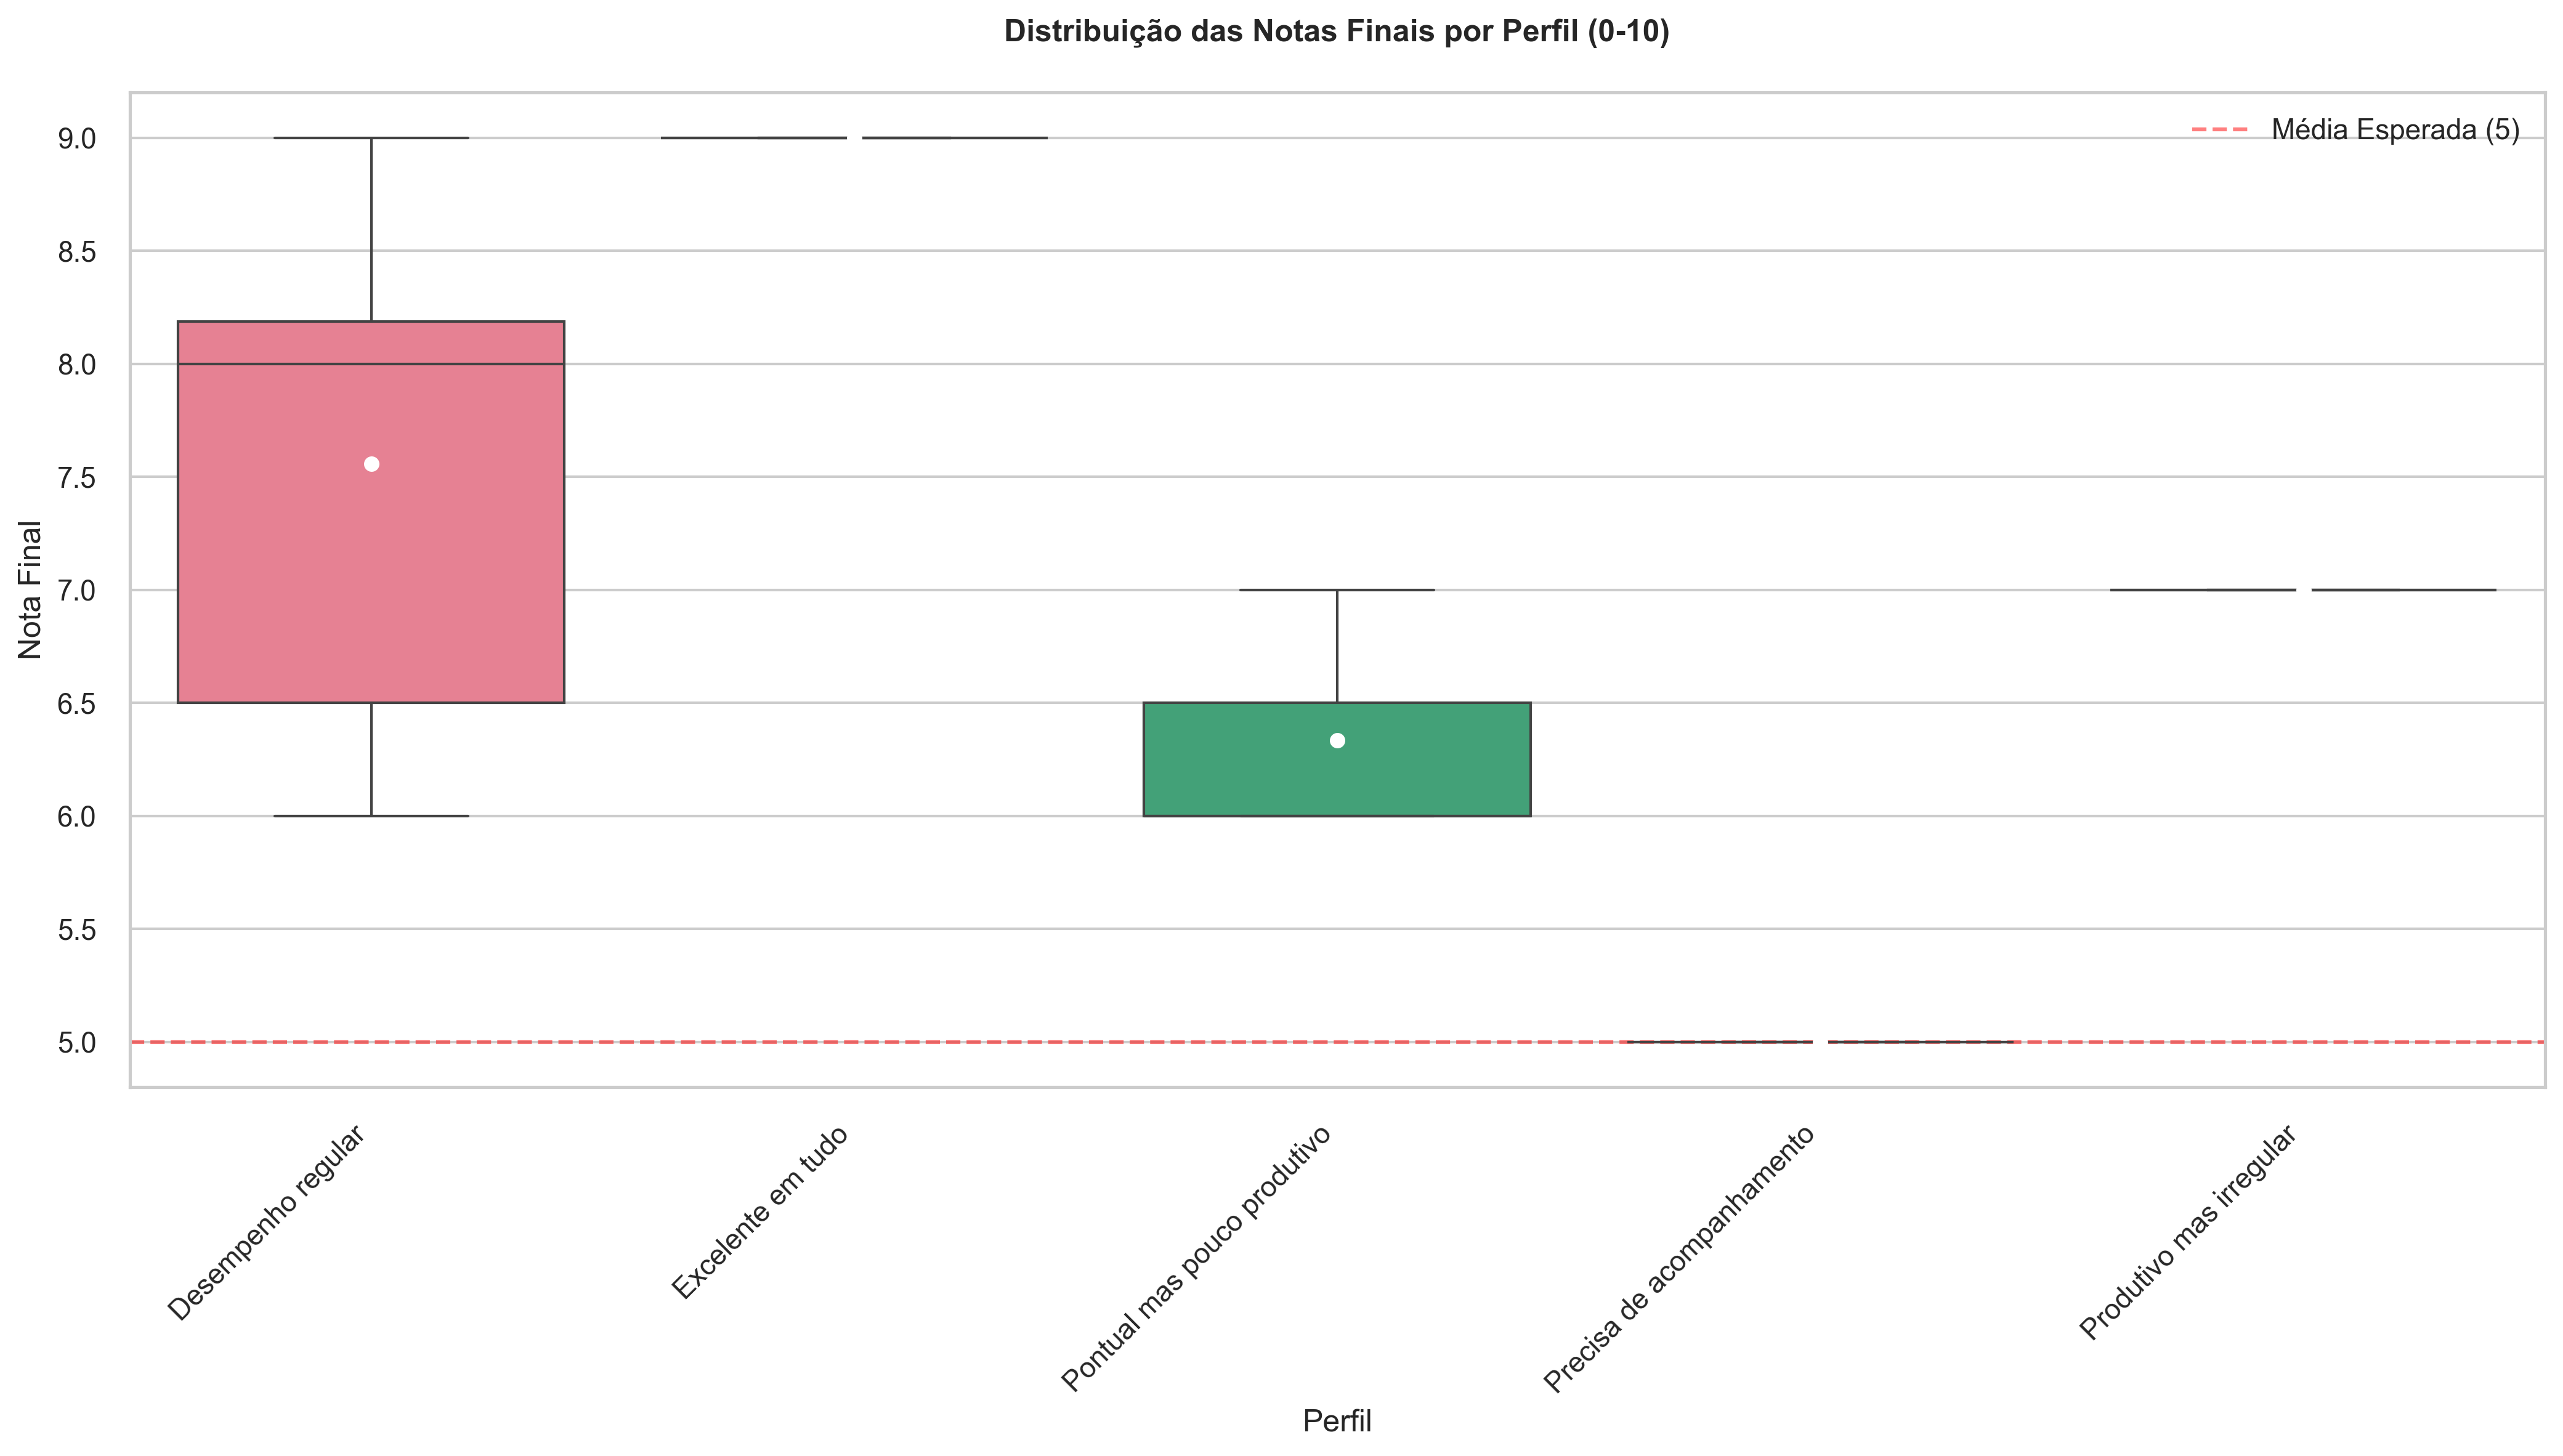 Distribuição das Notas Finais por Perfil (0-10)
Média Esperada (5)
Nota Final
9.0
8.5
8.0
7.5
7.0
6.5
6.0
5.5
5.0
Desempenho regular
Excelente em tudo
Pontual mas pouco produtivo
Precisa de acompanhamento
Produtivo mas irregular
Perfil